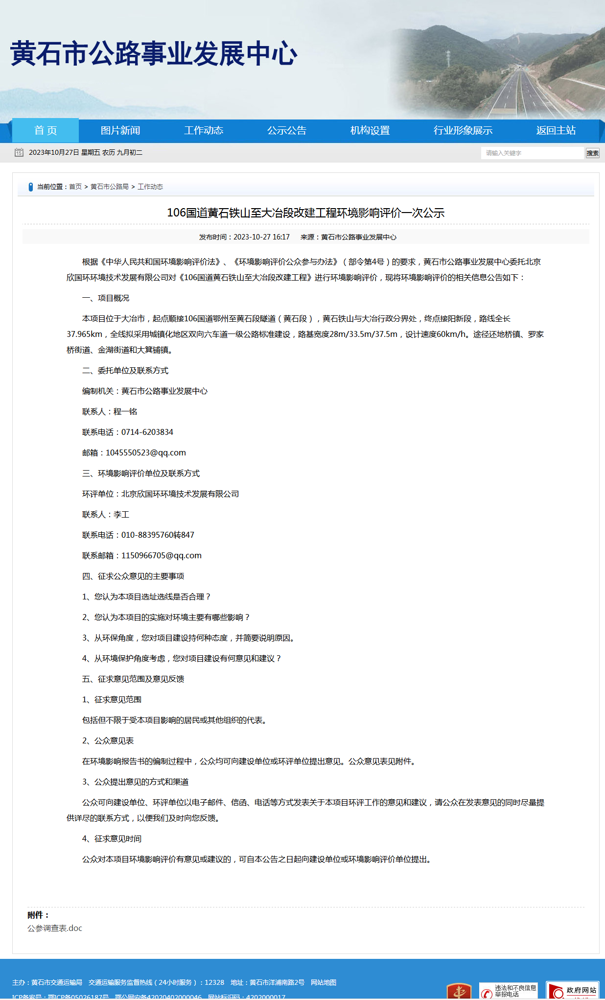 黄石市公路事业发展中心
首 页 图片新闻 工作动态 公示公告 机构设置 行业形象展示 返回主站
15 2023年10月27日 星期五 农历 九月初二 请输入关键字 搜索
当前位置：首页 > 黄石市公路局 > 工作动态
106国道黄石铁山至大冶段改建工程环境影响评价一次公示
发布时间：2023-10-27 16:17 来源：黄石市公路事业发展中心
根据《中华人民共和国环境影响评价法》、《环境影响评价公众参与办法》（部令第4号）的要求，黄石市公路事业发展中心委托北京
欣国环环境技术发展有限公司对《106国道黄石铁山至大冶段改建工程》进行环境影响评价，现将环境影响评价的相关信息公告如下：
一、项目概况
本项目位于大冶市，起点顺接106国道鄂州至黄石段隧道（黄石段），黄石铁山与大冶行政分界处，终点接阳新段，路线全长
37.965km，全线拟采用城镇化地区双向六车道一级公路标准建设，路基宽度28m/33.5m/37.5m，设计速度60km/h。途径还地桥镇、罗家
桥街道、金湖街道和大箕铺镇。
二、委托单位及联系方式
编制机关：黄石市公路事业发展中心
联系人：程一铭
联系电话：0714-6203834
邮箱：1045550523@qq.com
三、环境影响评价单位及联系方式
环评单位：北京欣国环环境技术发展有限公司
联系人：李工
联系电话：010-88395760转847
联系邮箱：1150966705@qq.com
四、征求公众意见的主要事项
1、您认为本项目选址选线是否合理？
2、您认为本项目的实施对环境主要有哪些影响？
3、从环保角度，您对项目建设持何种态度，并简要说明原因。
4、从环境保护角度考虑，您对项目建设有何意见和建议？
五、征求意见范围及意见反馈
1、征求意见范围
包括但不限于受本项目影响的居民或其他组织的代表。
2、公众意见表
在环境影响报告书的编制过程中，公众均可向建设单位或环评单位提出意见。公众意见表见附件。
3、公众提出意见的方式和渠道
公众可向建设单位、环评单位以电子邮件、信函、电话等方式发表关于本项目环评工作的意见和建议，请公众在发表意见的同时尽量提
供详尽的联系方式，以便我们及时向您反馈。
4、征求意见时间
公众对本项目环境影响评价有意见或建议的，可自本公告之日起向建设单位或环境影响评价单位提出。
附件：
公参调查表.doc
主办：黄石市交通运输局 交通运输服务监督热线（24小时服务）：12328 地址：黄石市洋浦南路2号 网站地图
违法和不良信息
举报电话
政府网站
ICP备案号：鄂ICP备05026187号 鄂公网安备42020402000046 网站标识码：4202000017